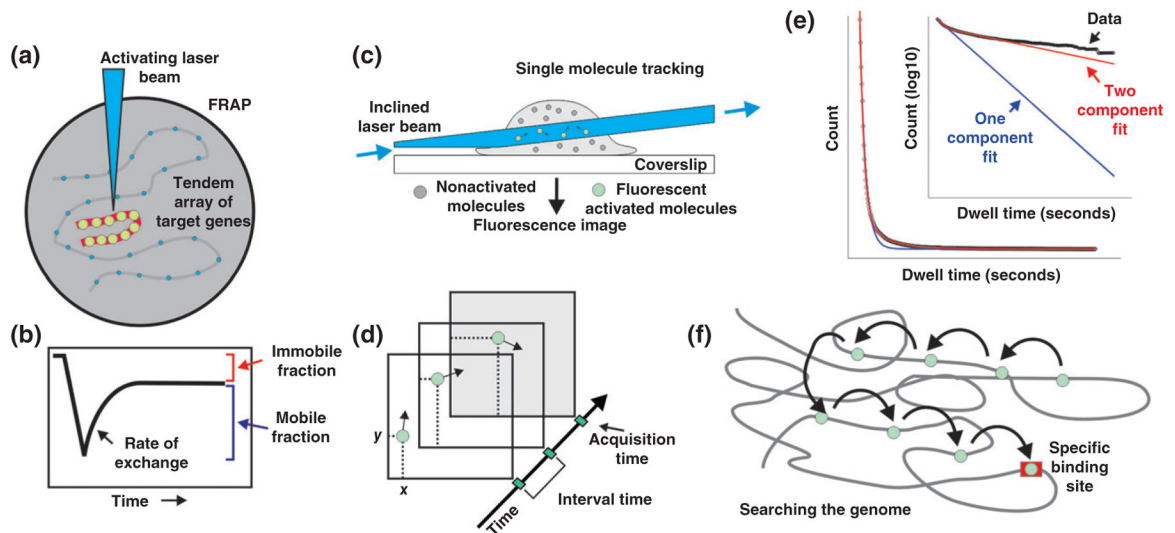 (a)
Activating laser
beam
FRAP
Tendem
array of
target genes
(b)
Immobile
fraction
Mobile
fraction
Rate of
exchange
Time
(c)
Single molecule tracking
Inclined
laser beam
Coverslip
Nonactivated
molecules
Fluorescent
activated molecules
Fluorescence image
(d)
y
x
Acquisition
time
Interval time
Time
(e)
Count
Dwell time (seconds)
Count (log10)
Data
Two
component
fit
One
component
fit
Dwell time (seconds)
(f)
Specific
binding
site
Searching the genome